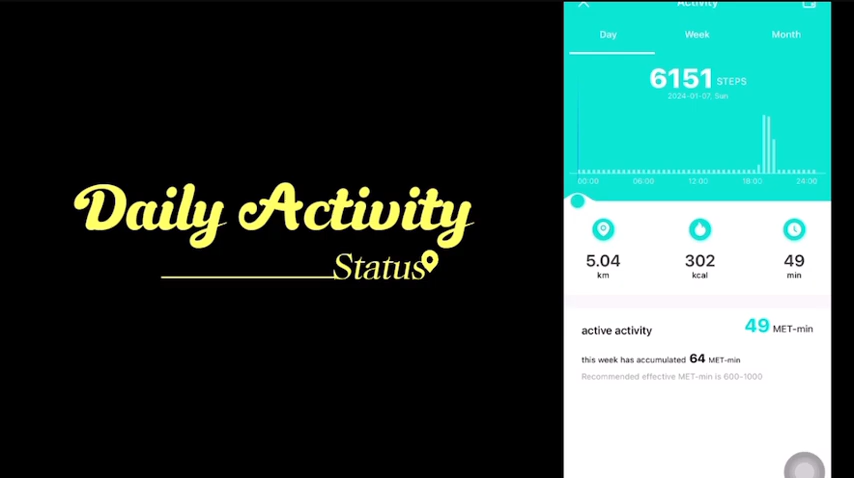 Daily Activity
Status
Activity
Day Week Month
6151 STEPS
2024-01-07, Sun
00:00 06:00 12:00 18:00 24:00
5.04 302 49
km kcal min
active activity 49 MET-min
this week has accumulated 64 MET-min
Recommended effective MET-min is 600-1000